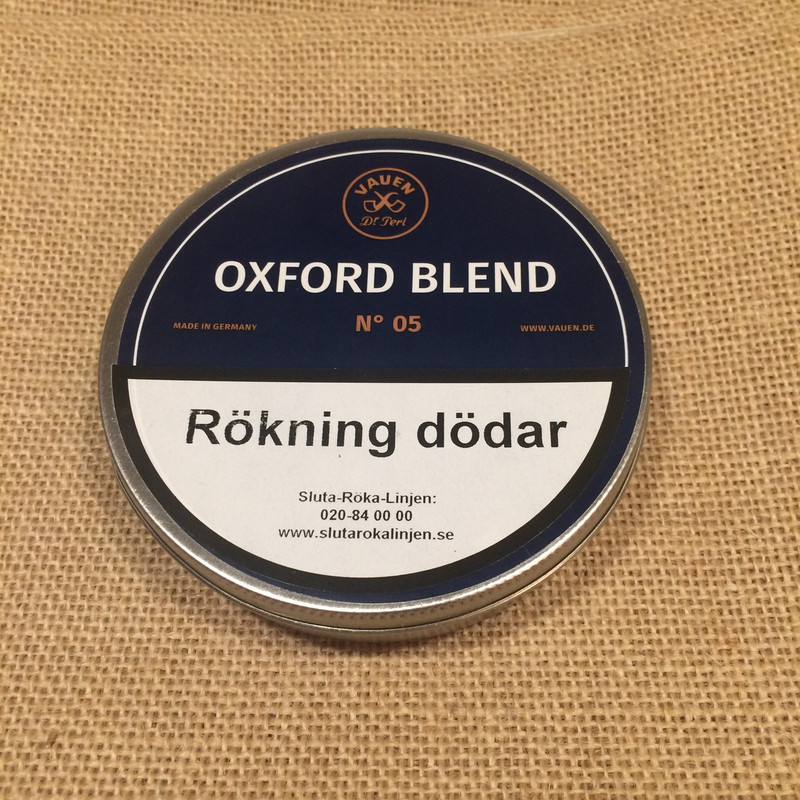 VAUEN
Dr. Perl
OXFORD BLEND
N° 05
MADE IN GERMANY
WWW.VAUEN.DE
Rökning dödar
Sluta-Röka-Linjen:
020-84 00 00
www.slutarokalinjen.se